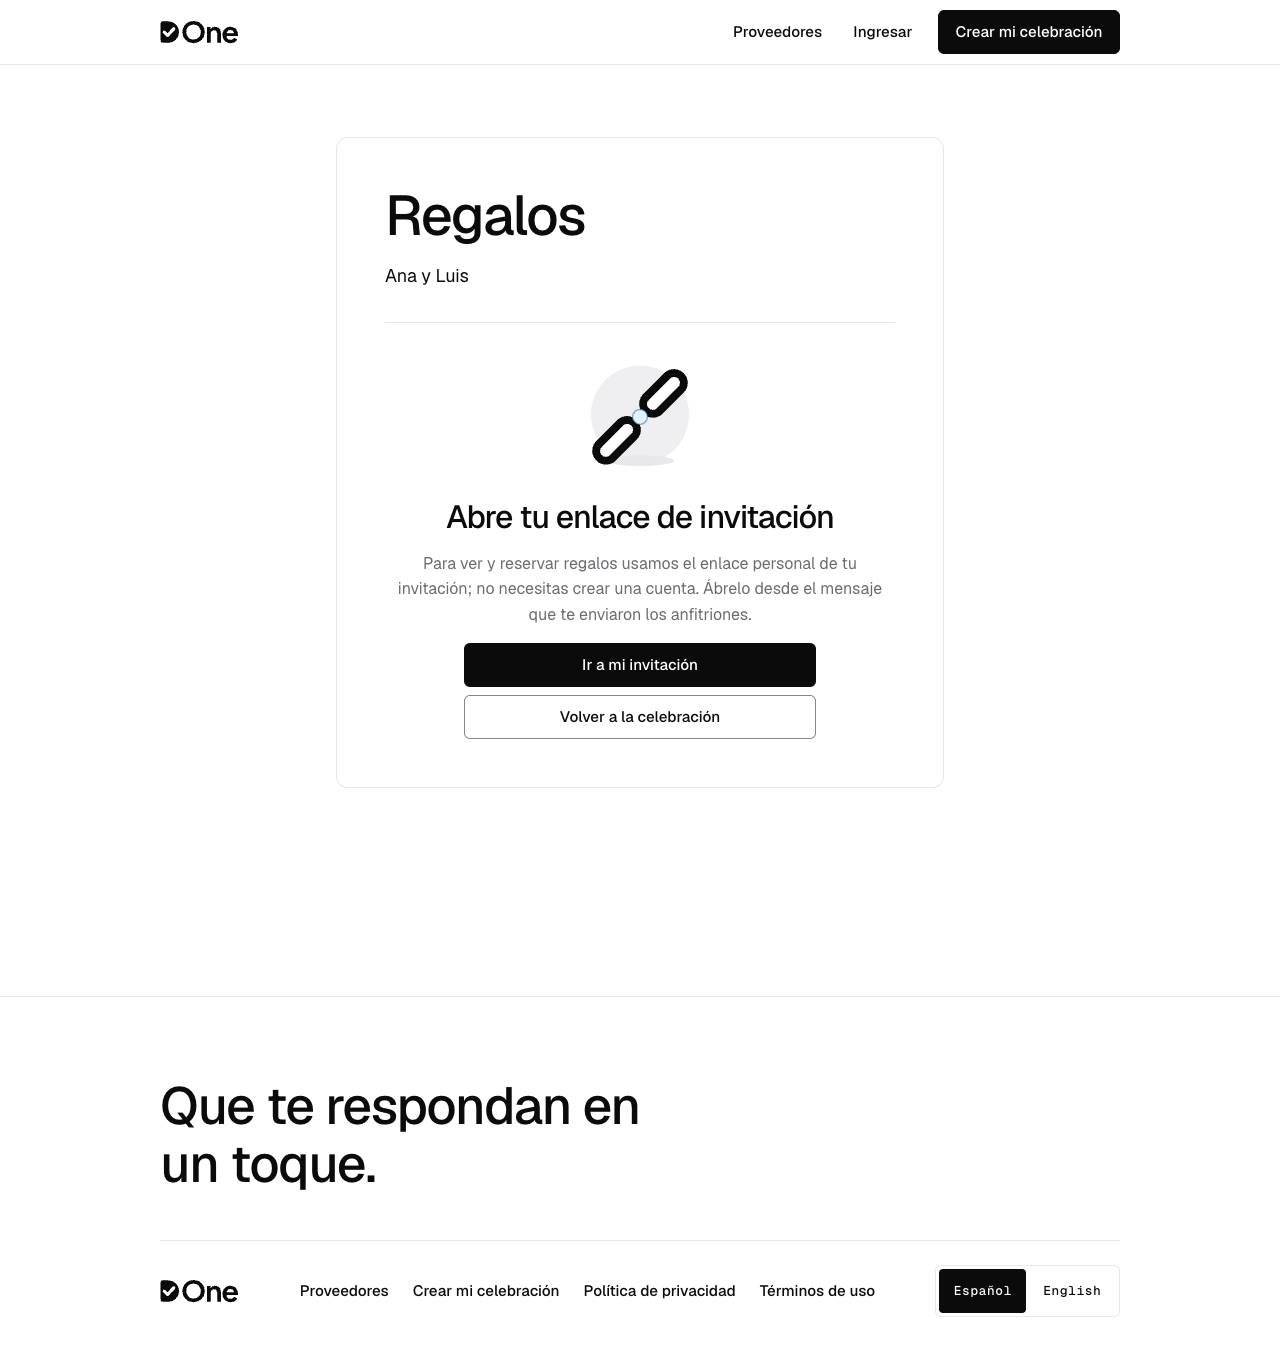 One
Proveedores
Ingresar
Crear mi celebración
Regalos
Ana y Luis
Abre tu enlace de invitación
Para ver y reservar regalos usamos el enlace personal de tu
invitación; no necesitas crear una cuenta. Ábrelo desde el mensaje
que te enviaron los anfitriones.
Ir a mi invitación
Volver a la celebración
Que te respondan en
un toque.
One
Proveedores
Crear mi celebración
Política de privacidad
Términos de uso
Español
English